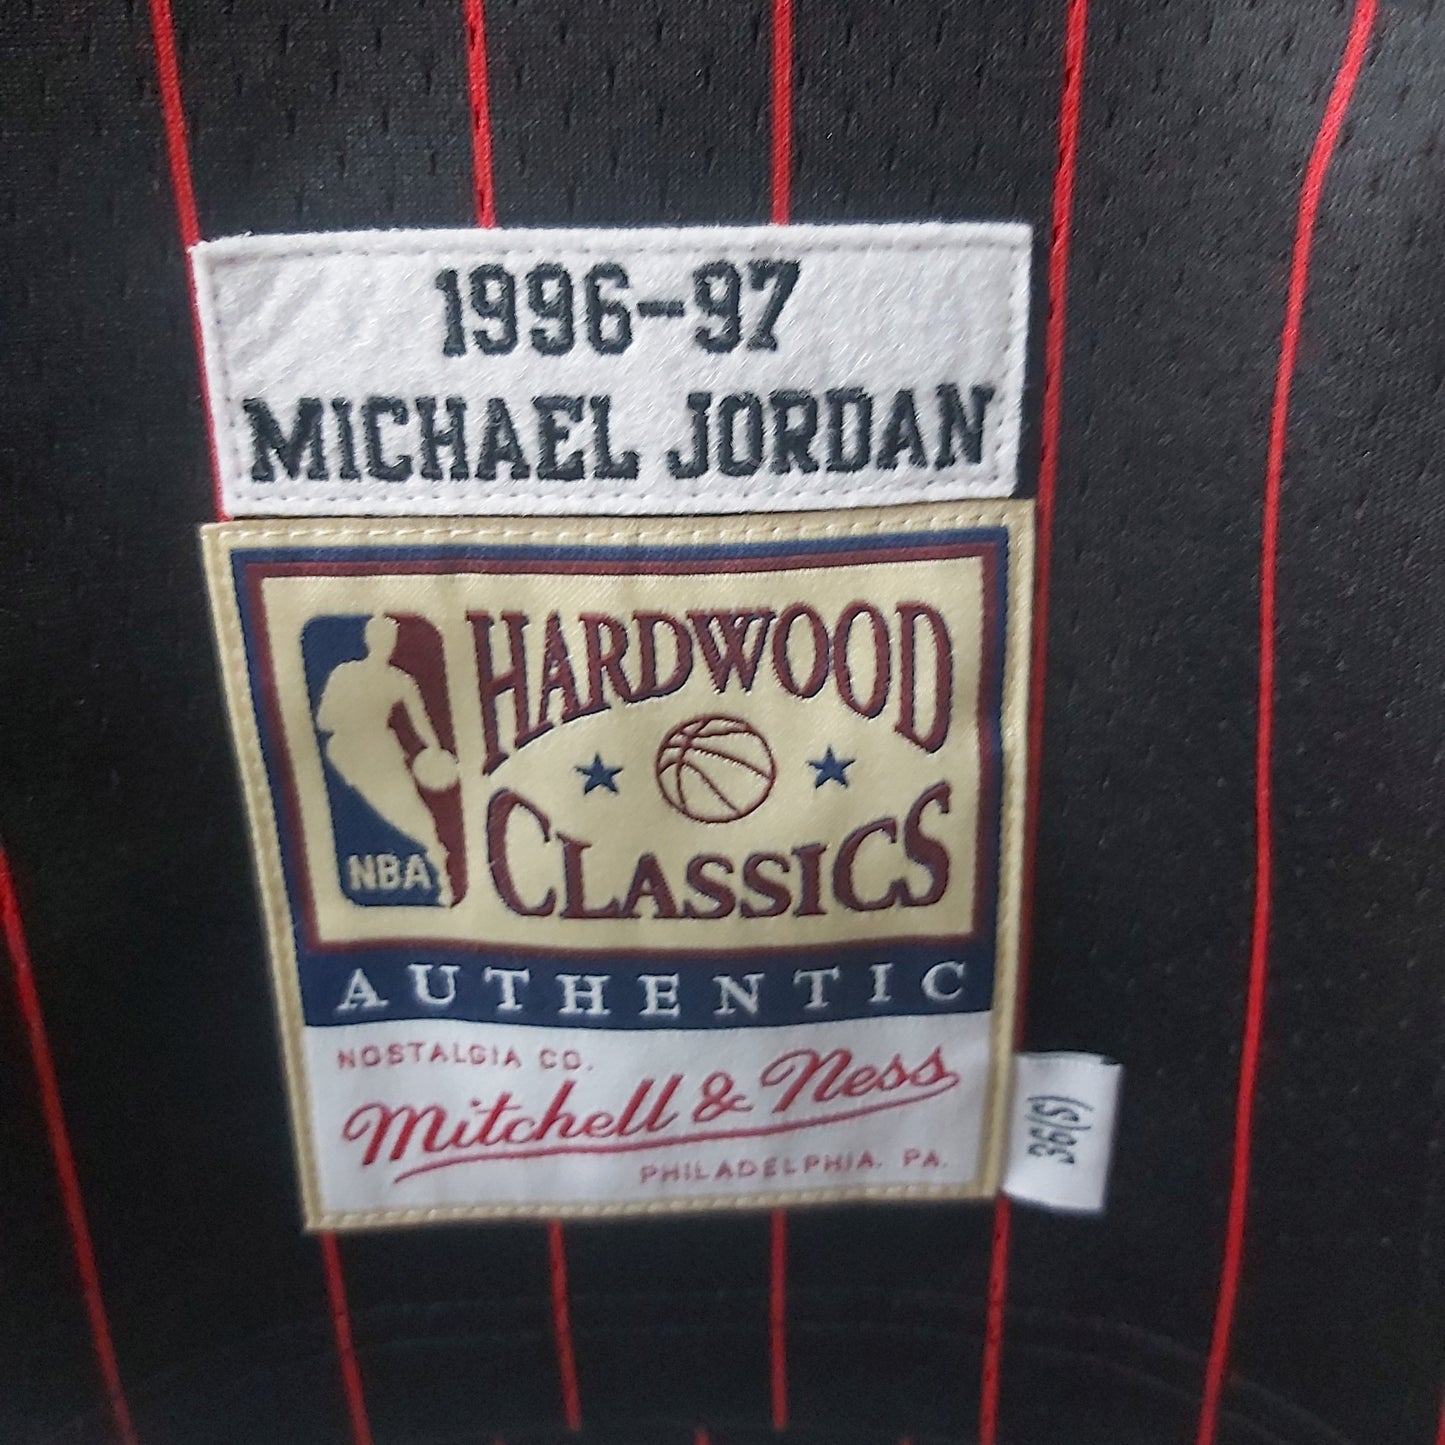 1996-97
MICHAEL JORDAN
HARDWOOD
CLASSICS
NBA
AUTHENTIC
NOSTALGIA CO.
Mitchell & Ness
PHILADELPHIA. PA.
36(S)